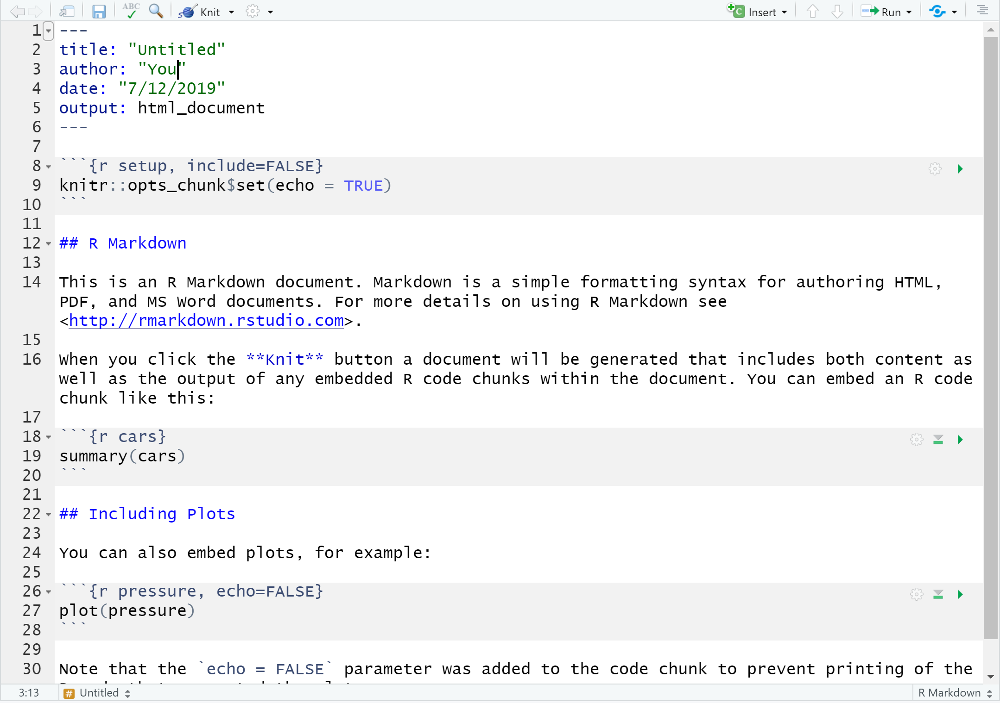 ABC Knit Insert Run
1 ---
2 title: "Untitled"
3 author: "You"
4 date: "7/12/2019"
5 output: html_document
6 ---
7
8 ```{r setup, include=FALSE}
9 knitr::opts_chunk$set(echo = TRUE)
10 ```
11
12 ## R Markdown
13
14 This is an R Markdown document. Markdown is a simple formatting syntax for authoring HTML,
PDF, and MS Word documents. For more details on using R Markdown see
<http://rmarkdown.rstudio.com>.
15
16 When you click the **Knit** button a document will be generated that includes both content as
well as the output of any embedded R code chunks within the document. You can embed an R code
chunk like this:
17
18 ```{r cars}
19 summary(cars)
20 ```
21
22 ## Including Plots
23
24 You can also embed plots, for example:
25
26 ```{r pressure, echo=FALSE}
27 plot(pressure)
28 ```
29
30 Note that the `echo = FALSE` parameter was added to the code chunk to prevent printing of the
3:13 # Untitled R Markdown